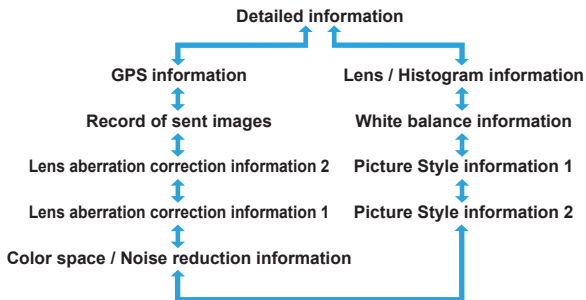 Detailed information
GPS information
Lens / Histogram information
Record of sent images
White balance information
Lens aberration correction information 2
Picture Style information 1
Lens aberration correction information 1
Picture Style information 2
Color space / Noise reduction information